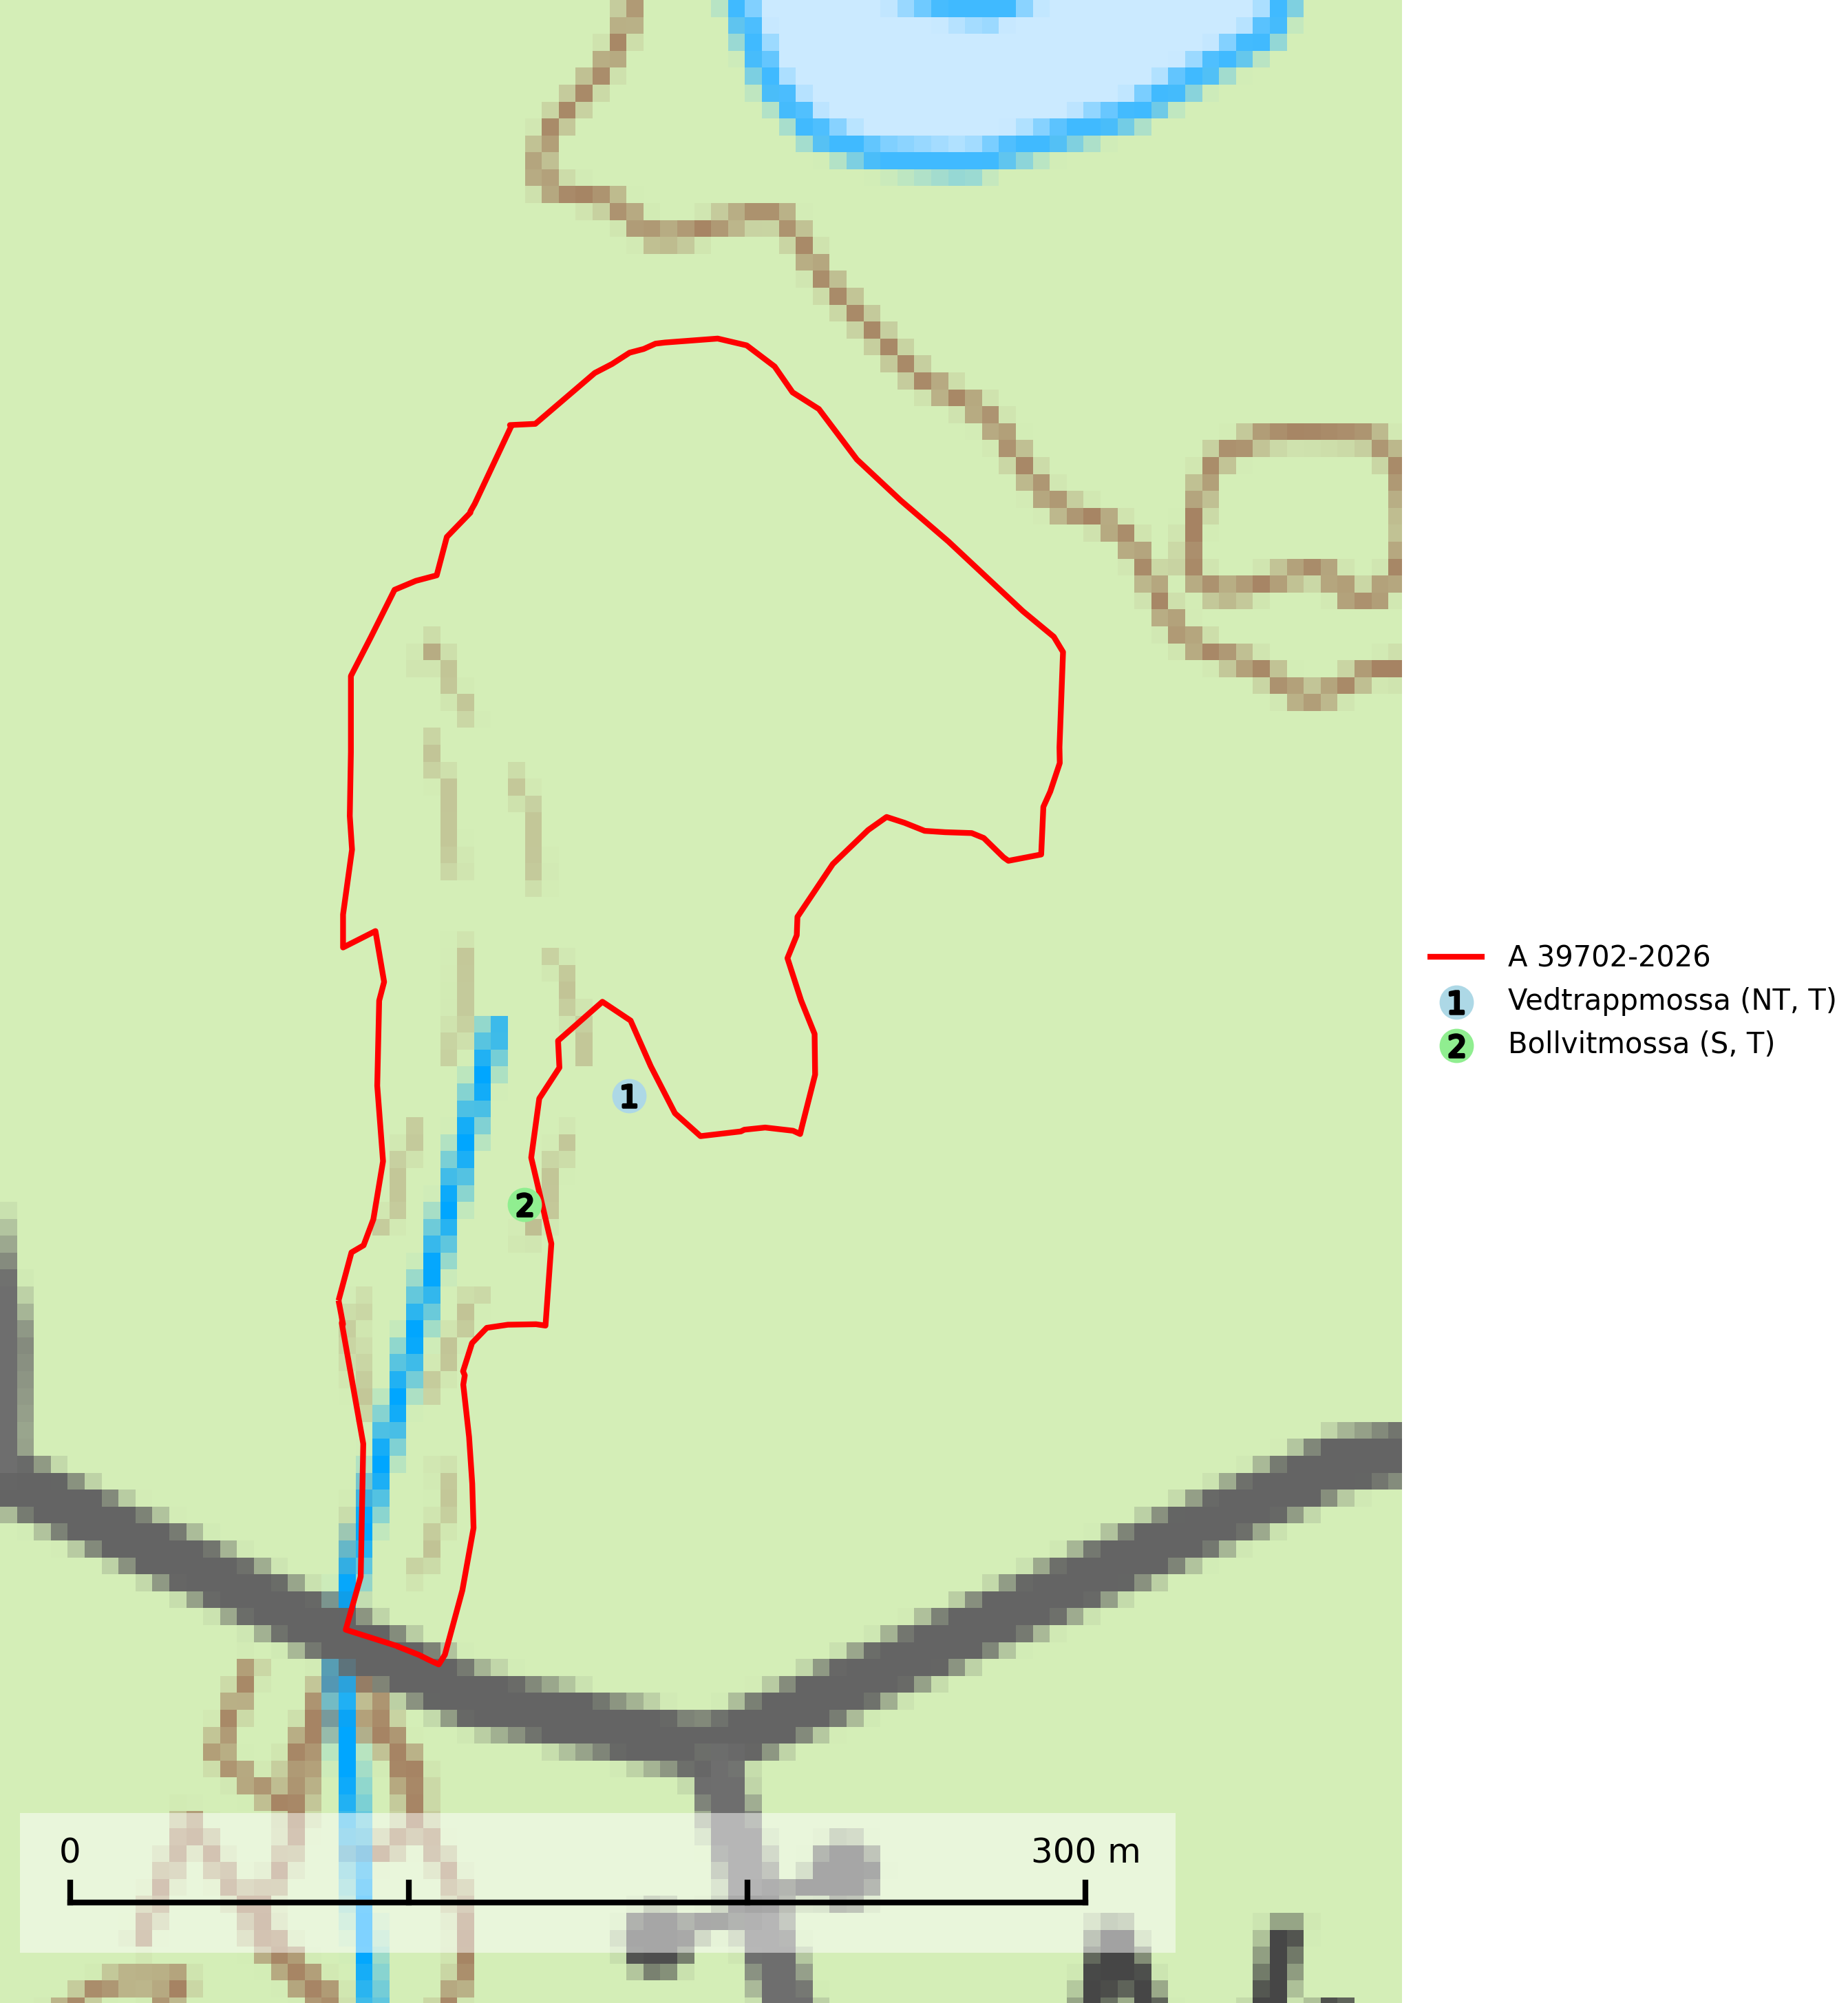 A 39702-2026
1 Vedtrappmossa (NT, T)
2 Bollvitmossa (S, T)
1
2
0 300 m